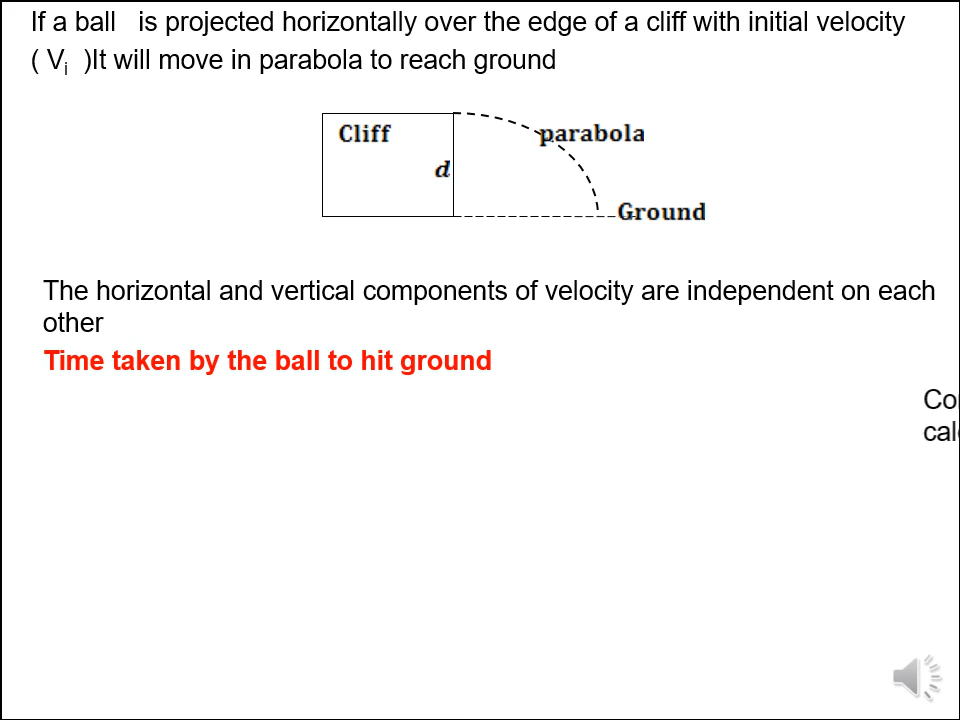 If a ball is projected horizontally over the edge of a cliff with initial velocity
( Vi )It will move in parabola to reach ground
Cliff
parabola
d
Ground
The horizontal and vertical components of velocity are independent on each
other
Time taken by the ball to hit ground